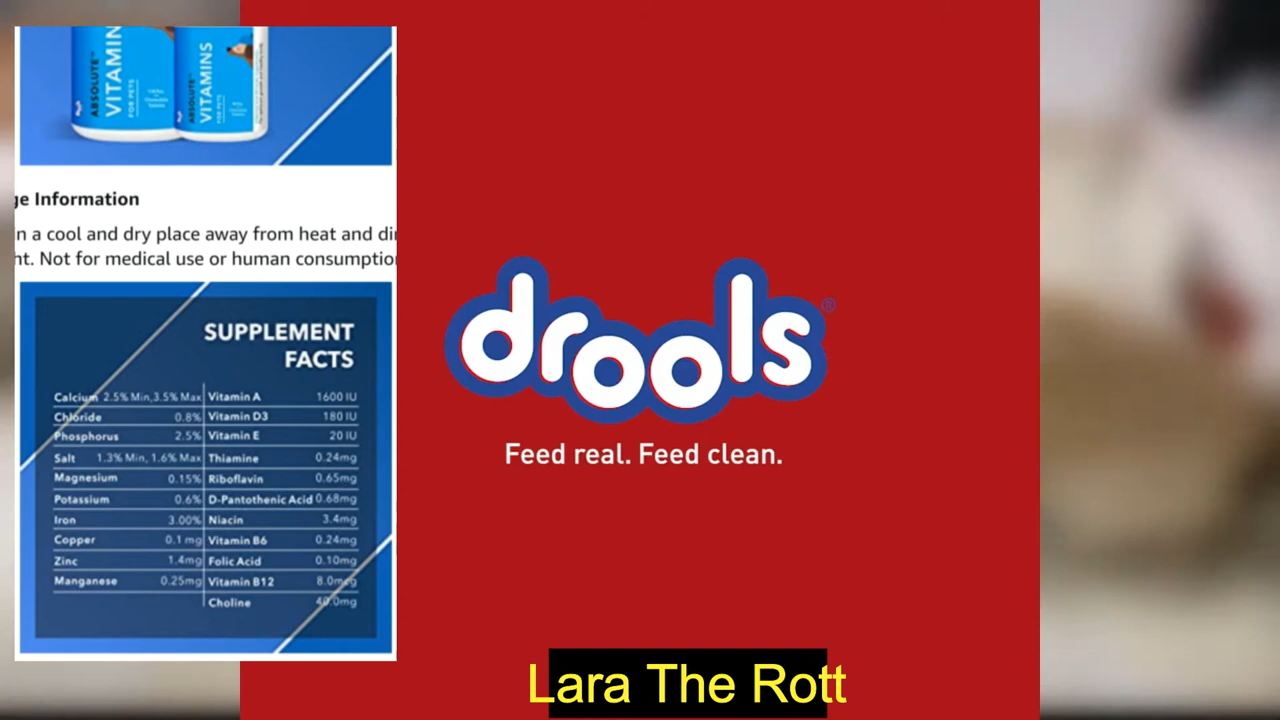 ABSOLUTE™
VITAMIN
FOR PETS
ABSOLUTE™
VITAMINS
FOR PETS
ge Information
n a cool and dry place away from heat and di
ht. Not for medical use or human consumptio
SUPPLEMENT
FACTS
Calcium 2.5% Min,3.5% Max Vitamin A 1600 IU
Chloride 0.8% Vitamin D3 180 IU
Phosphorus 2.5% Vitamin E 20 IU
Salt 1.3% Min, 1.6% Max Thiamine 0.24mg
Magnesium 0.15% Riboflavin 0.65mg
Potassium 0.6% D-Pantothenic Acid 0.68mg
Iron 3.00% Niacin 3.4mg
Copper 0.1 mg Vitamin B6 0.24mg
Zinc 1.4mg Folic Acid 0.10mg
Manganese 0.25mg Vitamin B12 8.0mcg
Choline 40.0mg
drools®
Feed real. Feed clean.
Lara The Rott